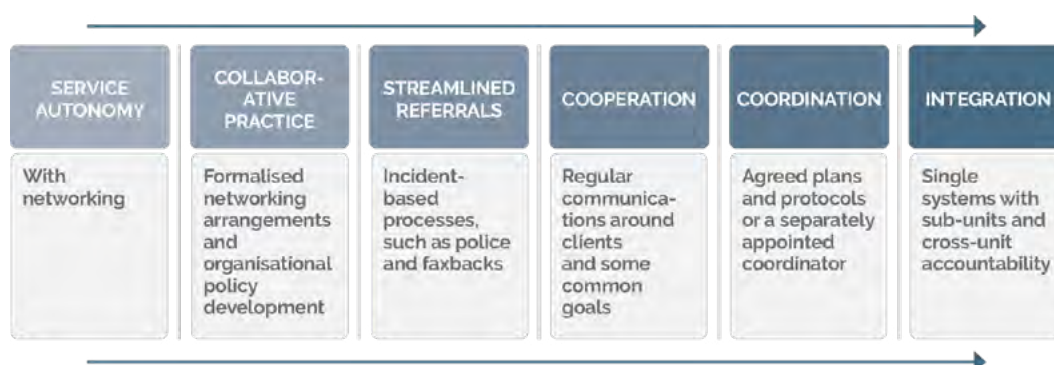 SERVICE
AUTONOMY
COLLABOR-
ATIVE
PRACTICE
STREAMLINED
REFERRALS
COOPERATION
COORDINATION
INTEGRATION
With
networking
Formalised
networking
arrangements
and
organisational
policy
development
Incident-
based
processes,
such as police
and faxbacks
Regular
communica-
tions around
clients
and some
common
goals
Agreed plans
and protocols
or a separately
appointed
coordinator
Single
systems with
sub-units and
cross-unit
accountability